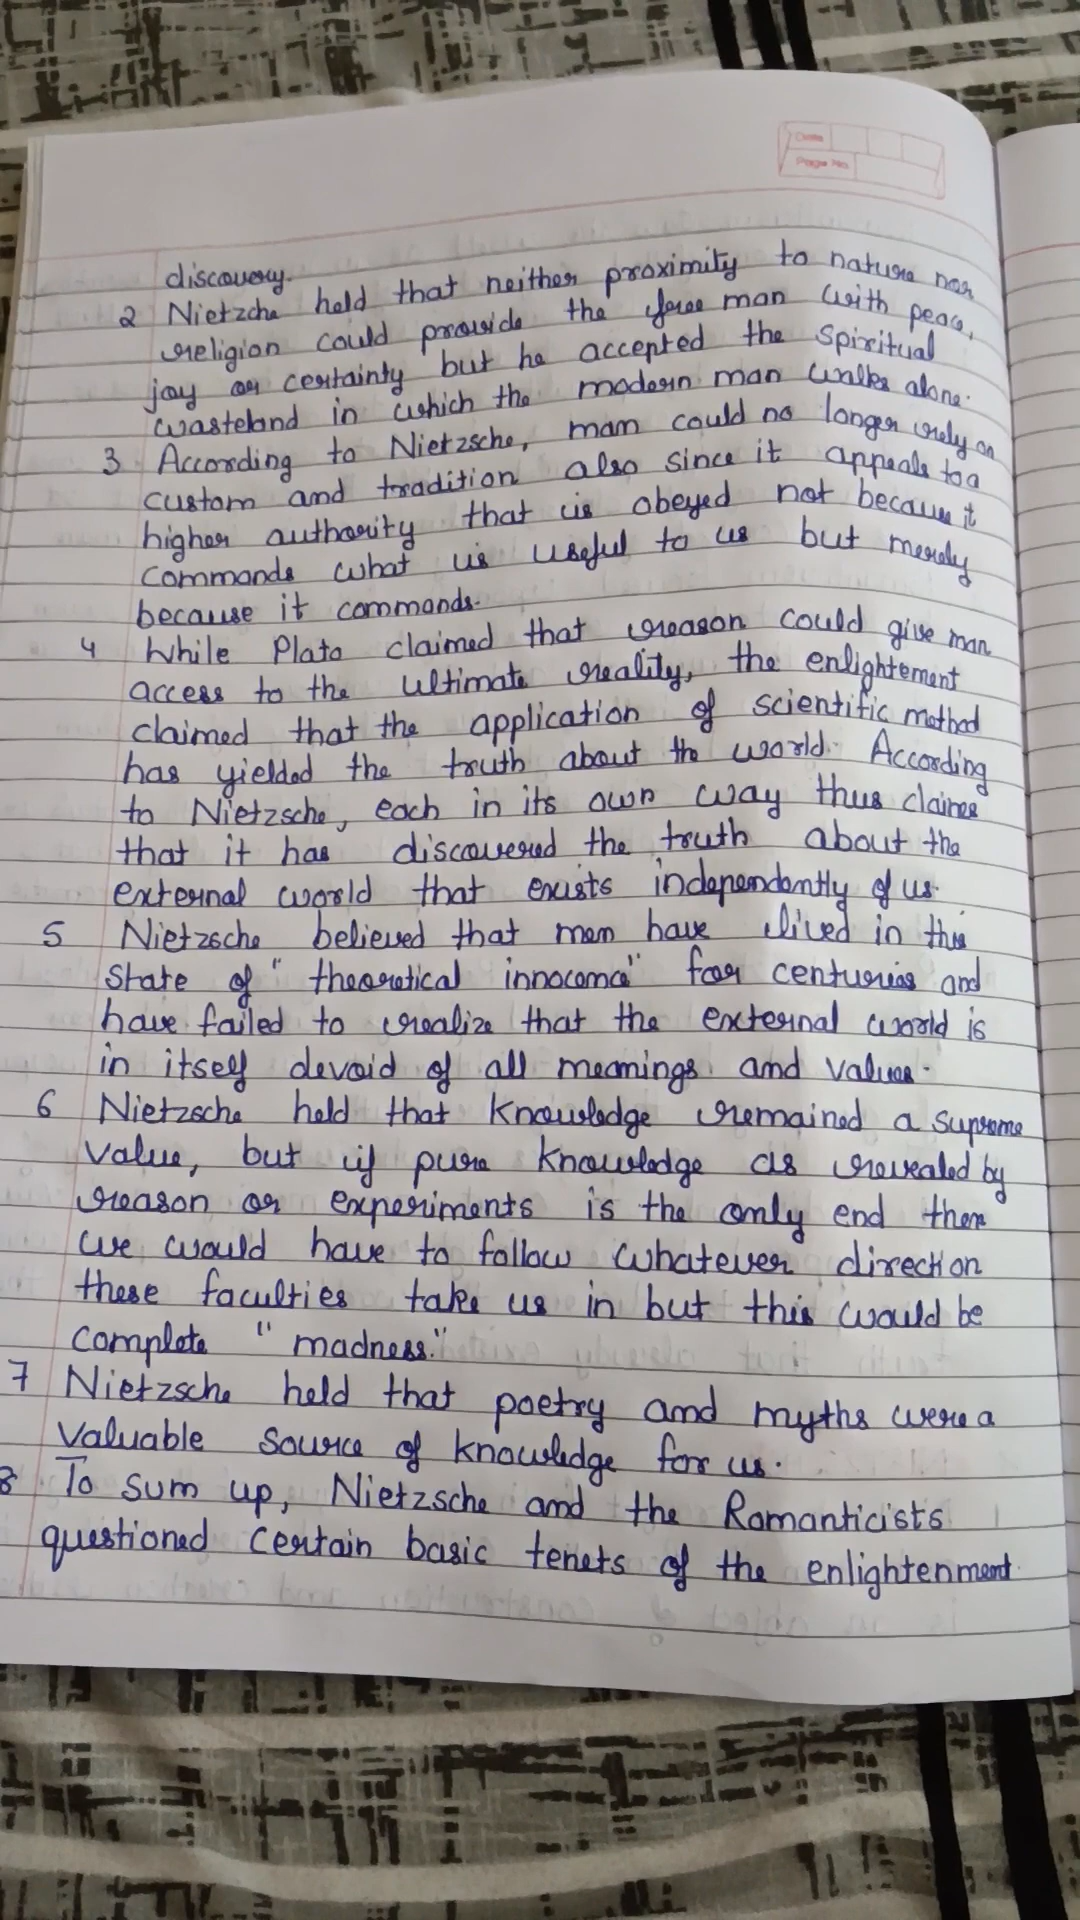 Date
Page No
discovery.
2 Nietzche held that neither proximity to nature nor
religion could provide the free man with peace,
joy or certainty but he accepted the spiritual
wasteland in which the modern man walks alone.
3 According to Nietzsche, man could no longer rely on
custom and tradition also since it appeals to a
higher authority that is obeyed not because it
commands what is useful to us but merely
because it commands.
4 While Plato claimed that reason could give man
access to the ultimate reality, the enlightement
claimed that the application of scientific method
has yielded the truth about the world. According
to Nietzsche, each in its own way thus claims
that it has discovered the truth about the
external world that exists independently of us.
5 Nietzsche believed that men have lived in this
state of "theoretical innocence" for centuries and
have failed to realize that the external world is
in itself devoid of all meanings and values.
6 Nietzsche held that knowledge remained a supreme
value, but if pure knowledge as revealed by
reason or experiments is the only end then
we would have to follow whatever direction
these faculties take us in but this would be
complete "madness."
7 Nietzsche held that poetry and myths were a
valuable source of knowledge for us.
8 To sum up, Nietzsche and the Romanticists
questioned certain basic tenets of the enlightenment